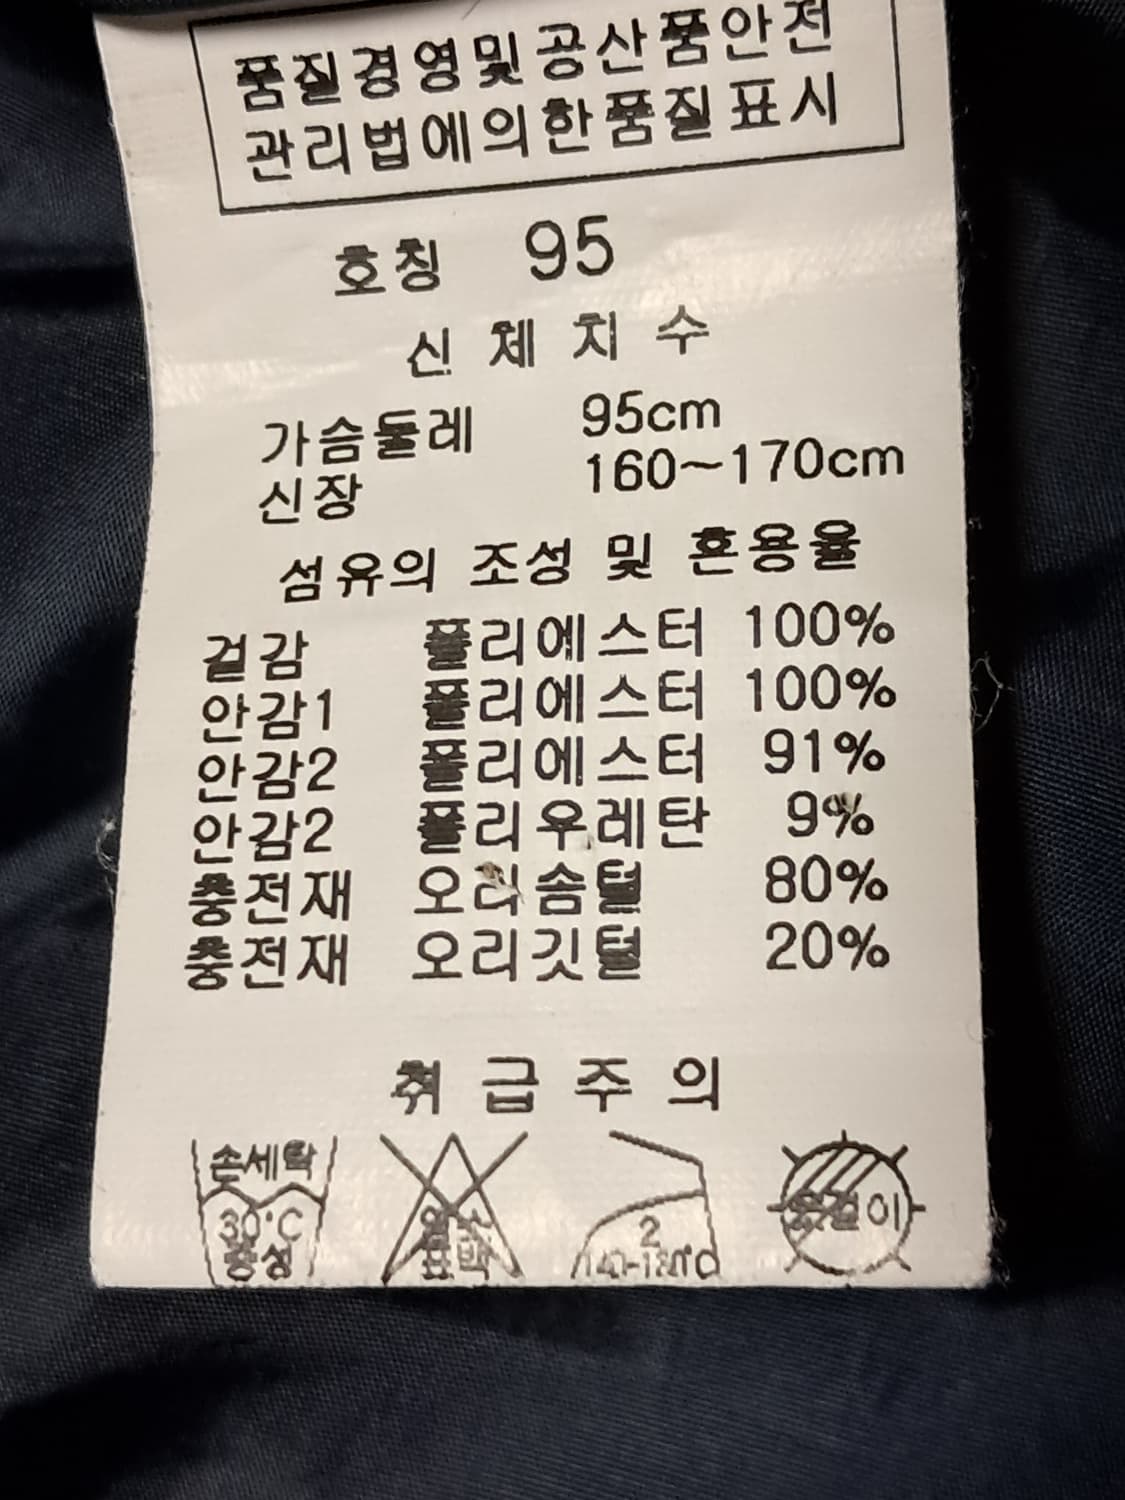 품질경영및공산품안전
관리법에의한품질표시
호칭 95
신체치수
가슴둘레 95cm
신장 160~170cm
섬유의 조성 및 혼용율
겉감 폴리에스터 100%
안감1 폴리에스터 100%
안감2 폴리에스터 91%
안감2 폴리우레탄 9%
충전재 오리솜털 80%
충전재 오리깃털 20%
취급주의
손세탁
30°C
중성
염소
표백
2
옷걸이